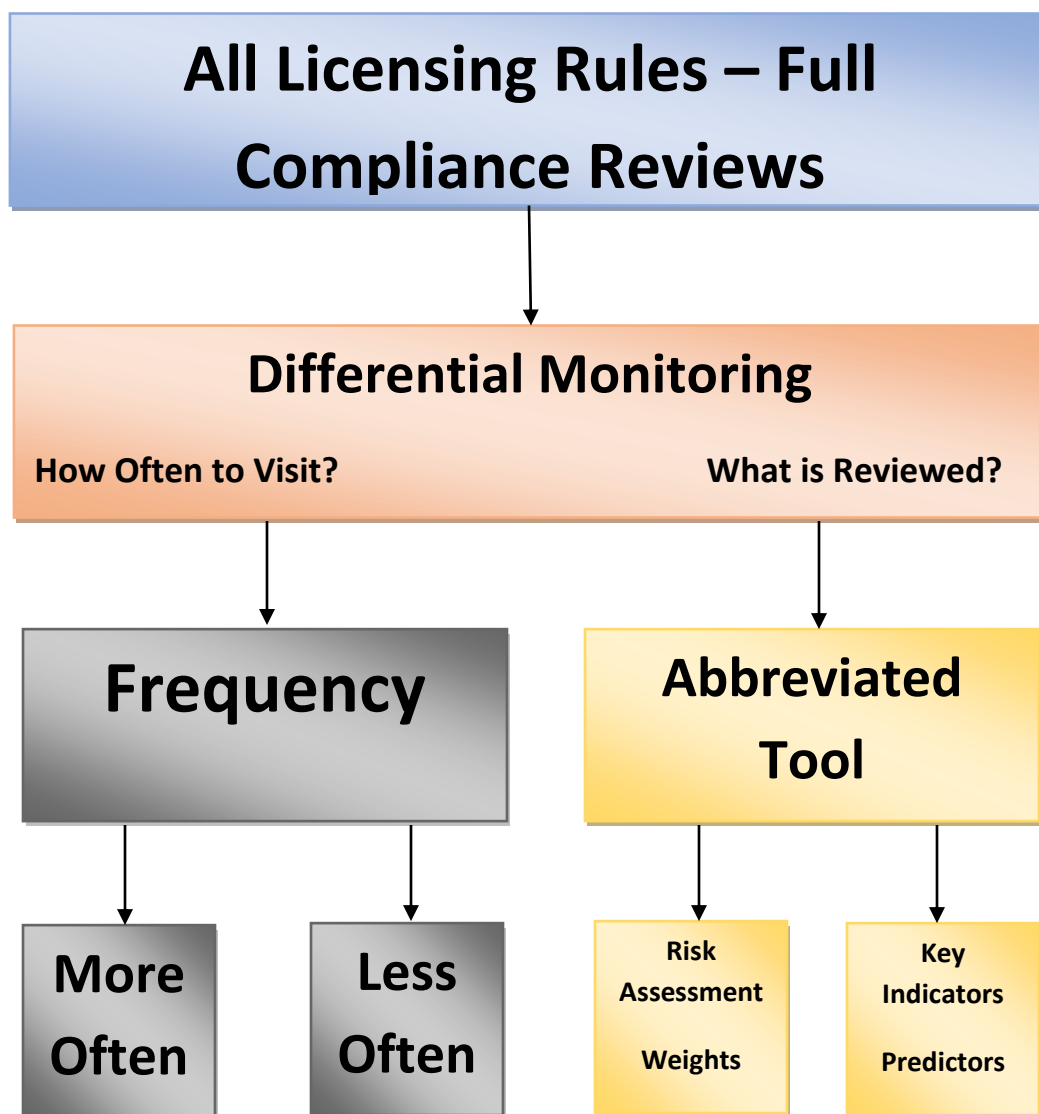 All Licensing Rules – Full
Compliance Reviews
Differential Monitoring
How Often to Visit?
What is Reviewed?
Frequency
Abbreviated
Tool
More
Often
Less
Often
Risk
Assessment
Weights
Key
Indicators
Predictors